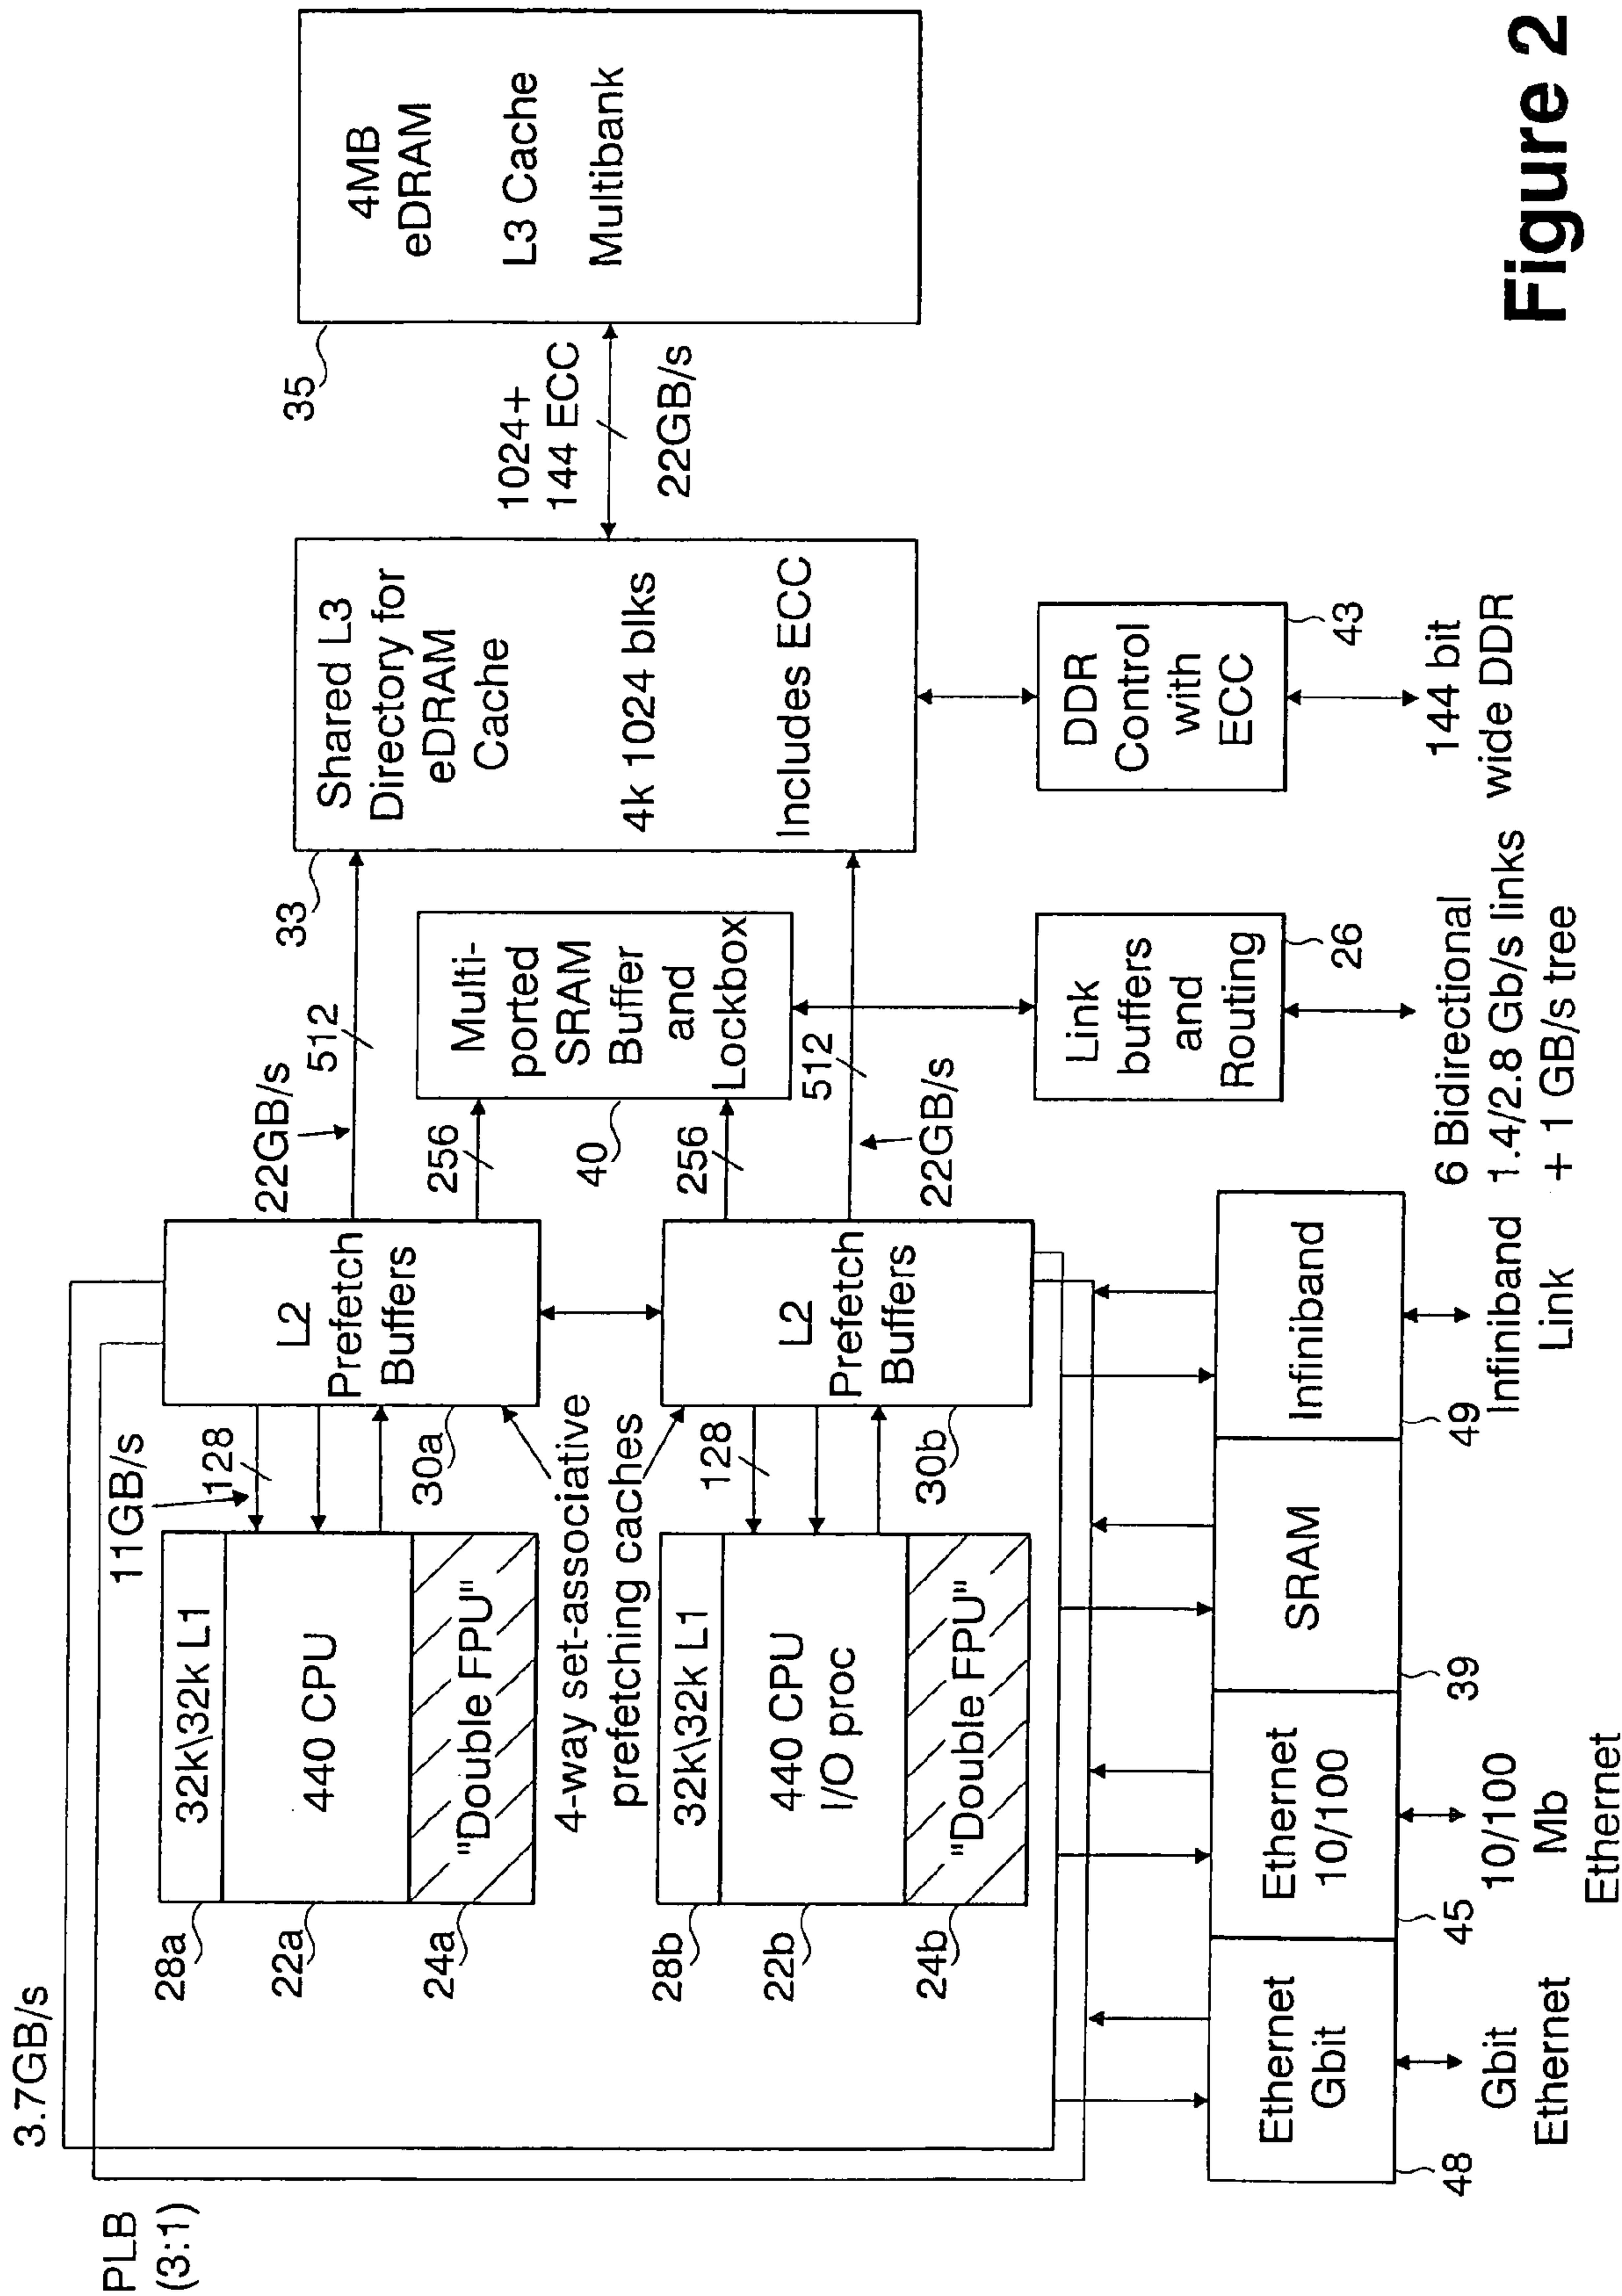 PLB
(3:1)
3.7GB/s
11GB/s
128
22GB/s
512
28a
32k\32k L1
22a
440 CPU
24a
"Double FPU"
30a
L2
Prefetch
Buffers
256
4-way set-associative
prefetching caches
28b
32k\32k L1
22b
440 CPU
I/O proc
24b
"Double FPU"
128
30b
L2
Prefetch
Buffers
256
22GB/s
512
40
Multi-
ported
SRAM
Buffer
and
Lockbox
33
Shared L3
Directory for
eDRAM
Cache
4k 1024 blks
Includes ECC
1024+
144 ECC
22GB/s
35
4MB
eDRAM
L3 Cache
Multibank
48
Ethernet
Gbit
Gbit
Ethernet
45
Ethernet
10/100
10/100
Mb
Ethernet
39
SRAM
49
Infiniband
Infiniband
Link
Link
buffers
and
Routing
26
6 Bidirectional
1.4/2.8 Gb/s links
+ 1 GB/s tree
DDR
Control
with
ECC
43
144 bit
wide DDR
Figure 2